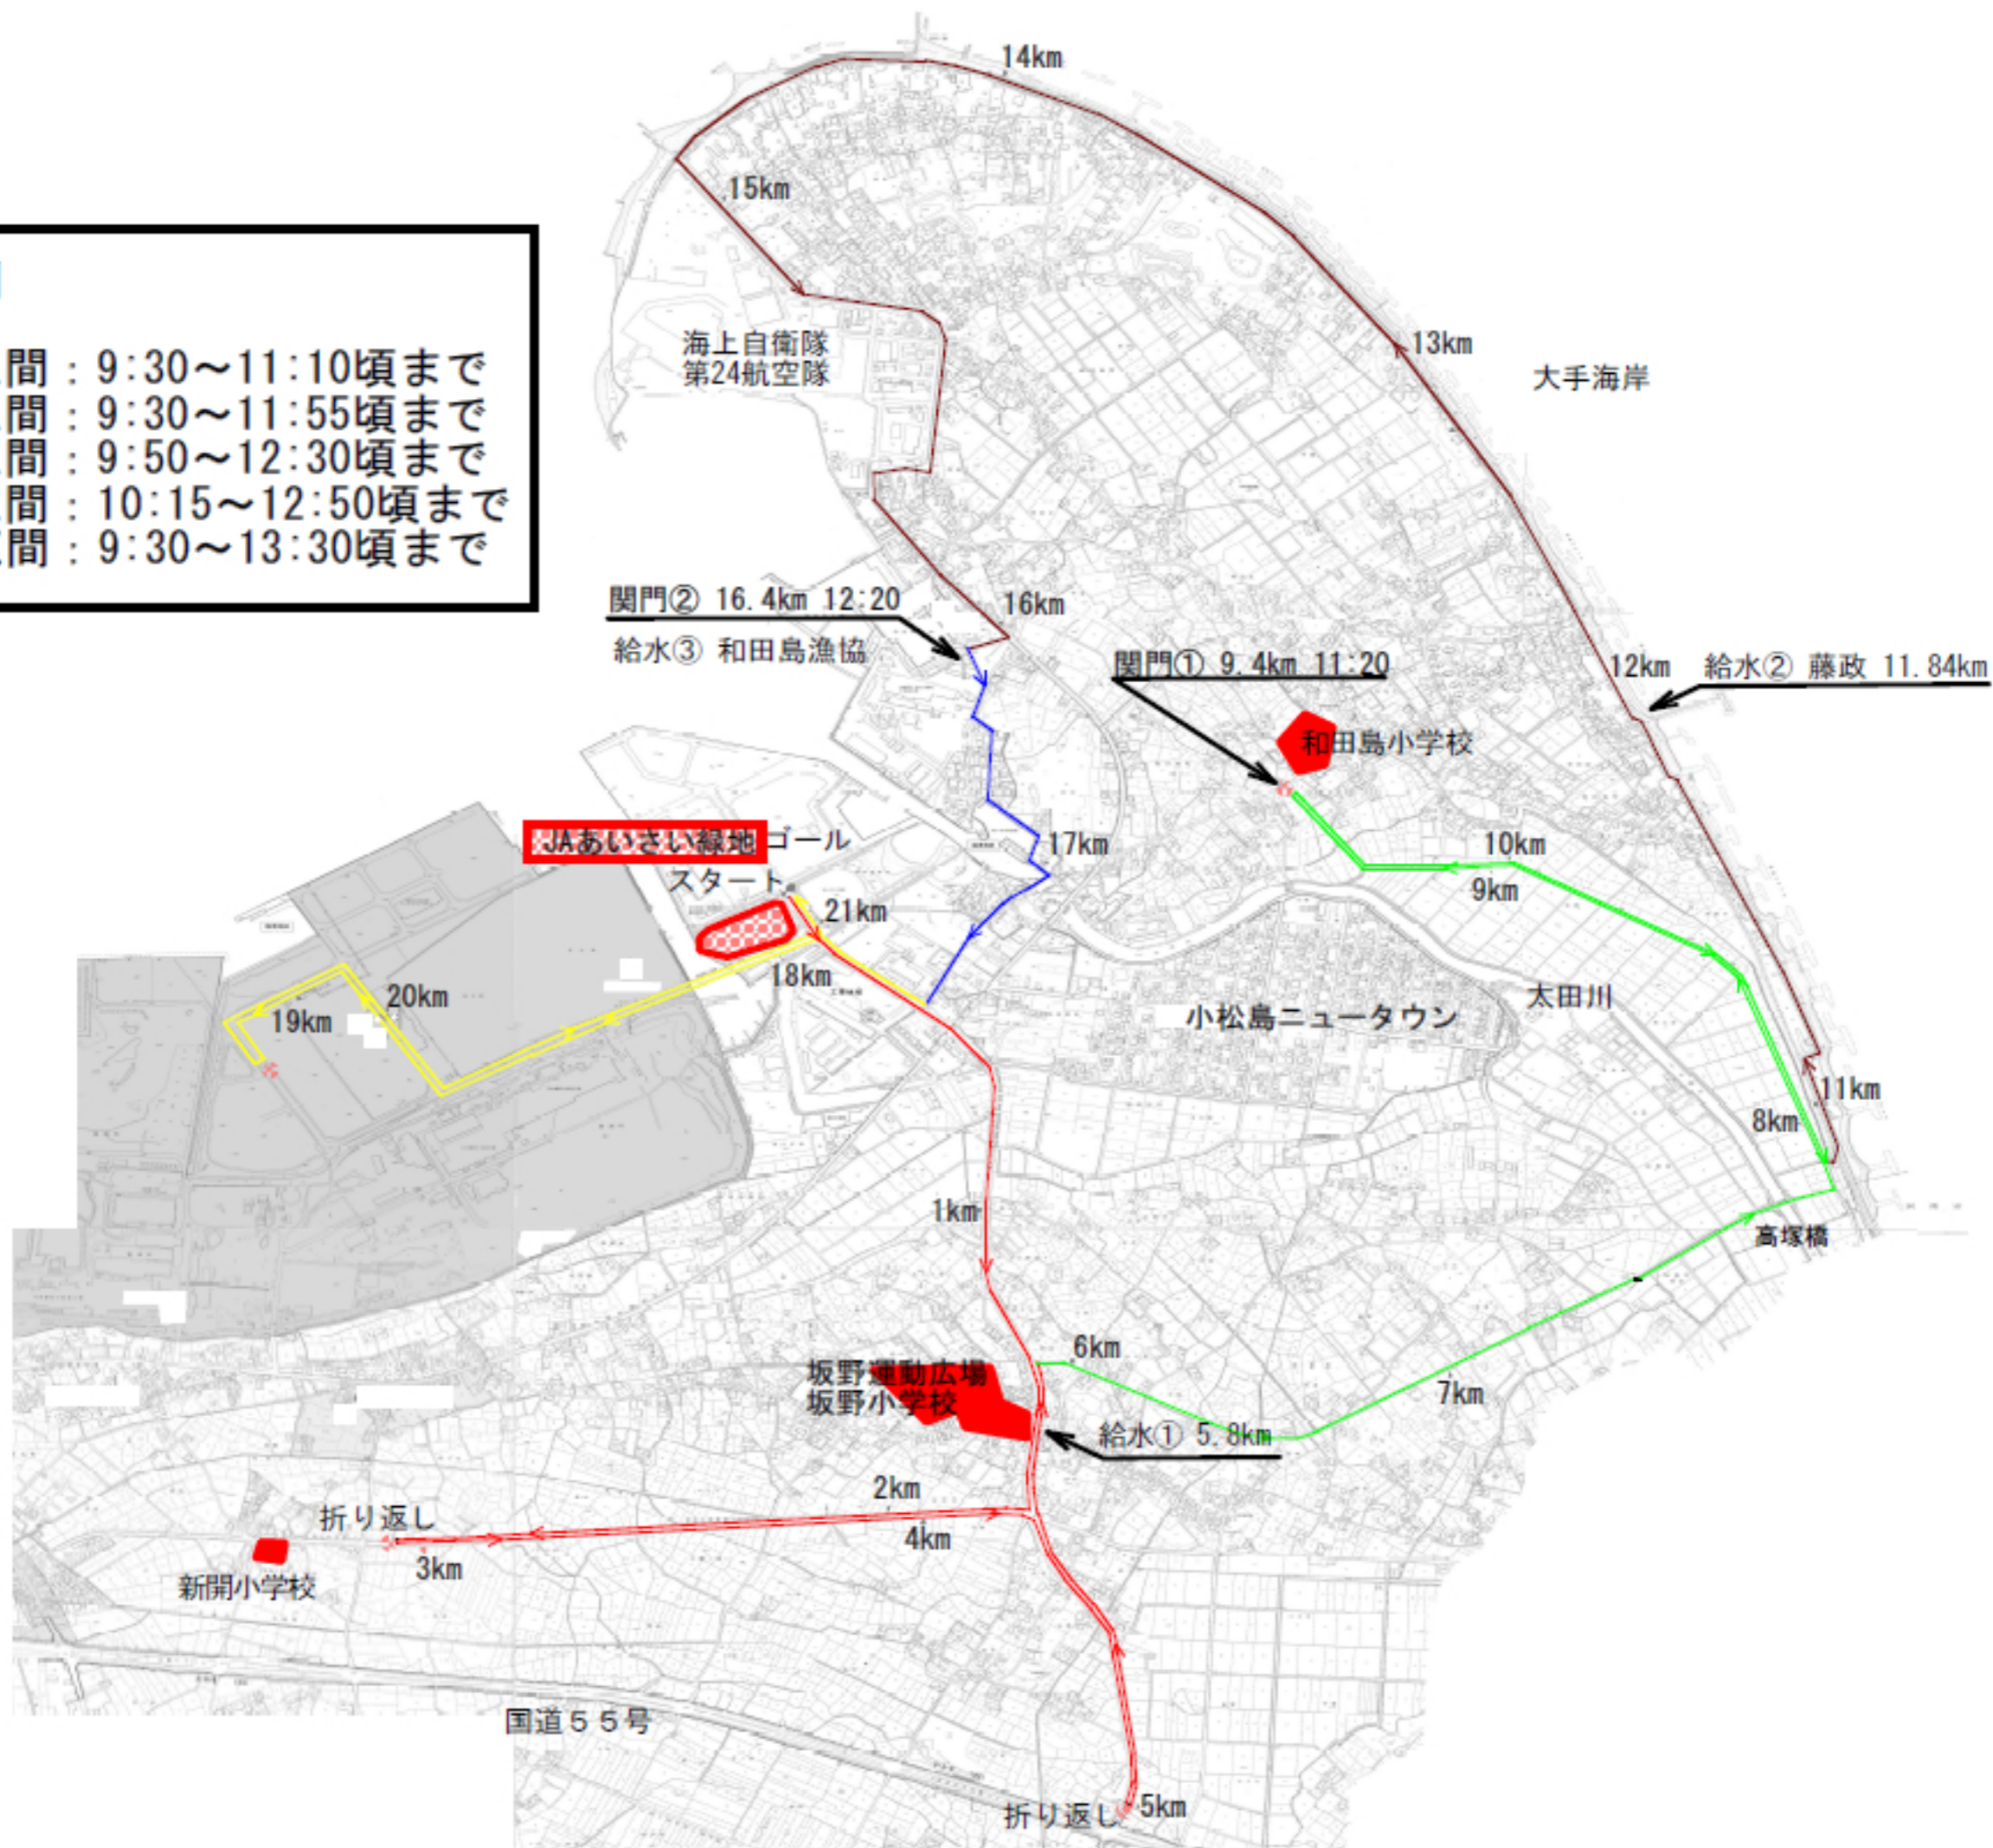 14km
15km
間：9:30～11:10頃まで
間：9:30～11:55頃まで
間：9:50～12:30頃まで
間：10:15～12:50頃まで
間：9:30～13:30頃まで
海上自衛隊
第24航空隊
13km
大手海岸
関門② 16.4km 12:20
給水③ 和田島漁協
16km
関門① 9.4km 11:20
12km
給水② 藤政 11.84km
和田島小学校
JAあいさい緑地
ゴール
スタート
17km
10km
9km
21km
18km
20km
19km
小松島ニュータウン
太田川
11km
8km
1km
高塚橋
6km
坂野運動広場
坂野小学校
7km
給水① 5.8km
2km
折り返し
4km
3km
新開小学校
国道５５号
折り返し
5km